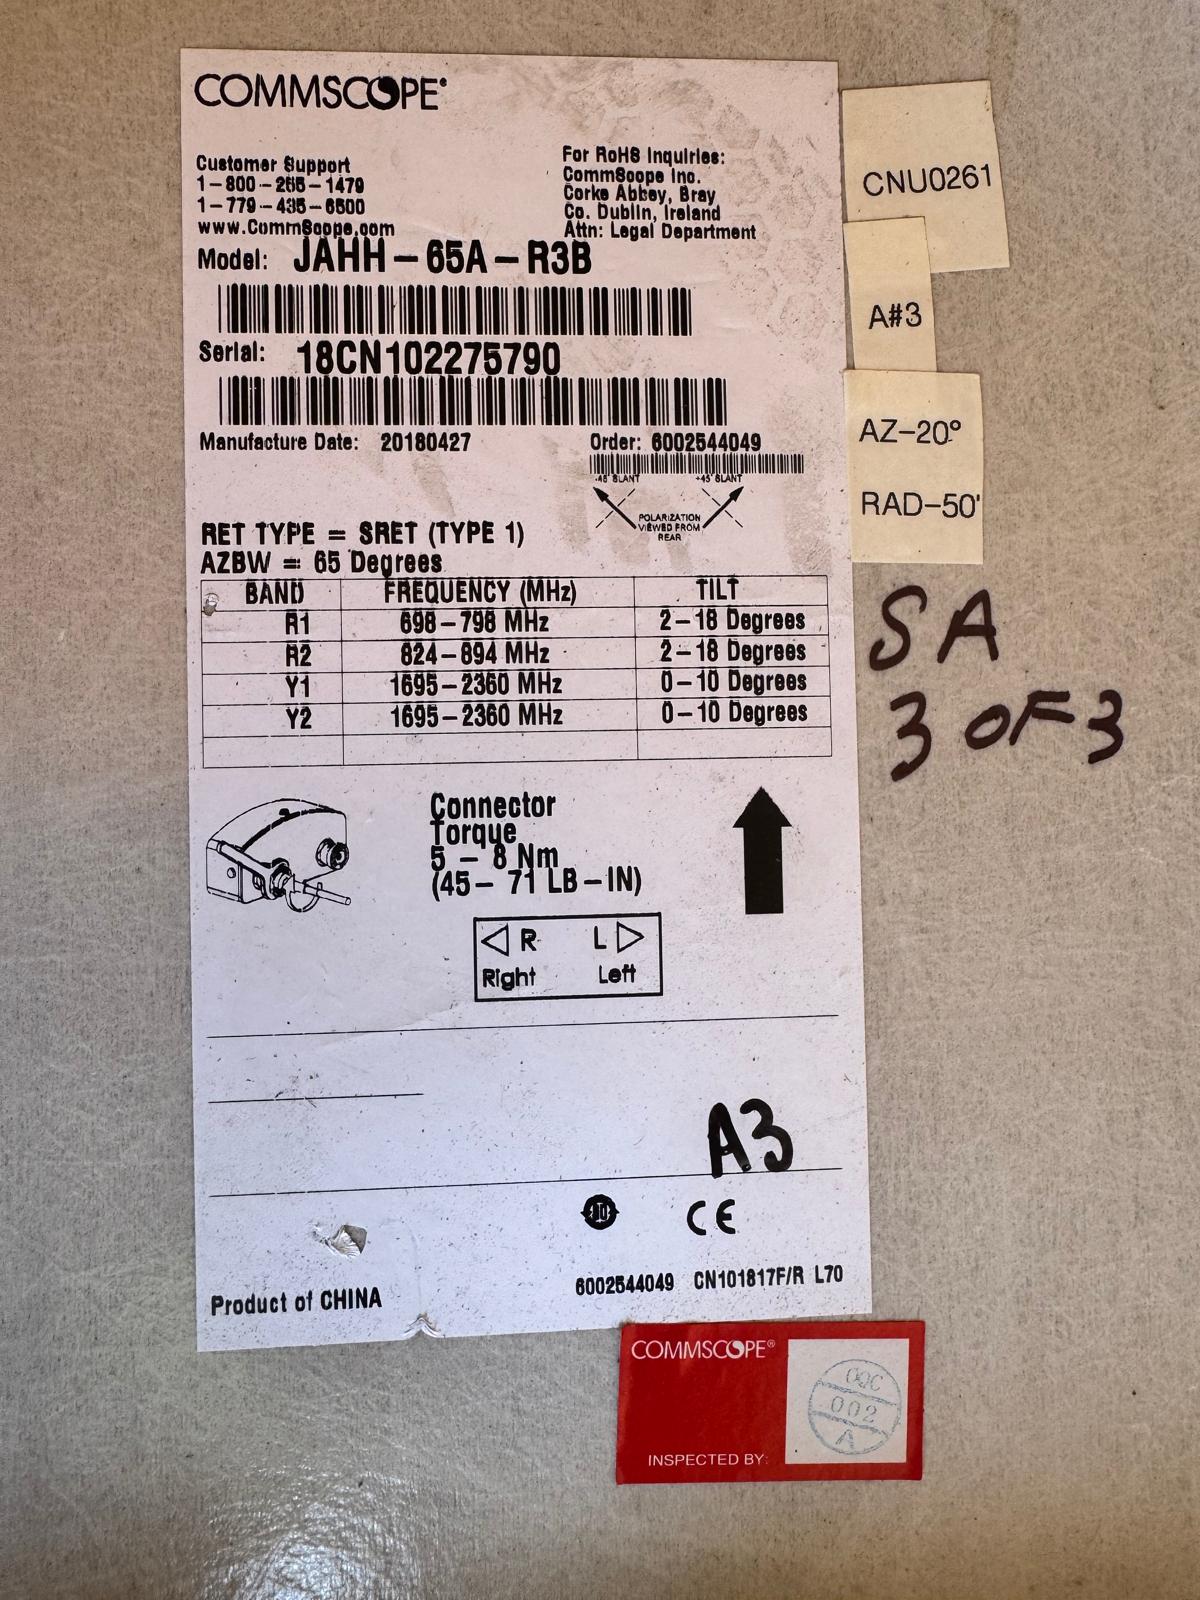 COMMSCOPE®
Customer Support
1-800-265-1479
1-779-435-6500
www.CommScope.com
For RoHS Inquiries:
CommScope Inc.
Corke Abbey, Bray
Co. Dublin, Ireland
Attn: Legal Department
Model: JAHH-65A-R3B
Serial: 18CN102275790
Manufacture Date: 20180427
Order: 6002544049
-45° SLANT +45° SLANT
POLARIZATION
VIEWED FROM
REAR
RET TYPE = SRET (TYPE 1)
AZBW = 65 Degrees
BAND FREQUENCY (MHz) TILT
R1 698-798 MHz 2-18 Degrees
R2 824-894 MHz 2-18 Degrees
Y1 1695-2360 MHz 0-10 Degrees
Y2 1695-2360 MHz 0-10 Degrees
Connector
Torque
5 - 8 Nm
(45- 71 LB-IN)
R L
Right Left
A3
CE
6002544049 CN101817F/R L70
Product of CHINA
CNU0261
A#3
AZ-20°
RAD-50'
SA
3 OF 3
COMMSCOPE®
OQC
002
A
INSPECTED BY: